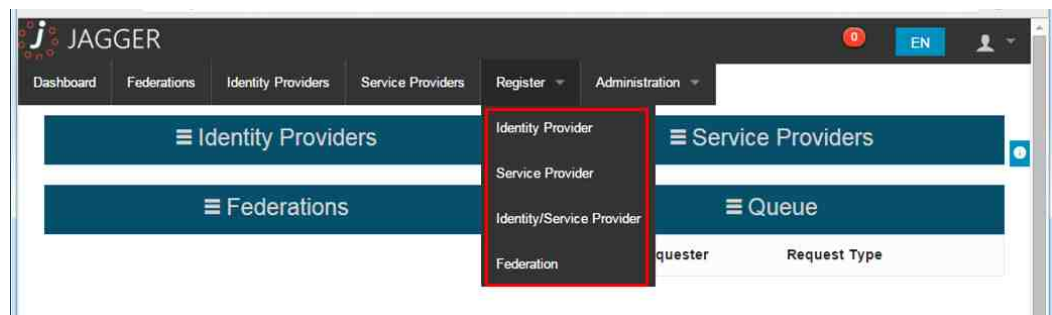 JAGGER
0
EN
Dashboard Federations Identity Providers Service Providers Register Administration
Identity Providers
Service Providers
Federations
Queue
Identity Provider
Service Provider
Identity/Service Provider
Federation
quester Request Type